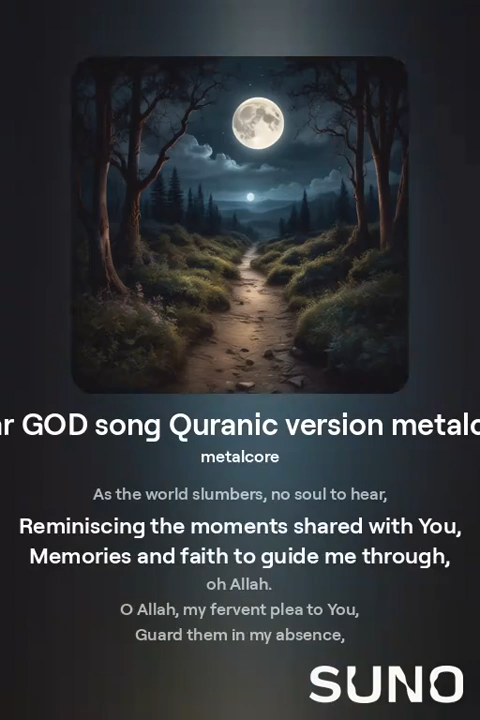 GOD song Quranic version
metalcore
As the world slumbers, no soul to hear,
Reminiscing the moments shared with You,
Memories and faith to guide me through,
oh Allah.
O Allah, my fervent plea to You,
Guard them in my absence,
SUNO